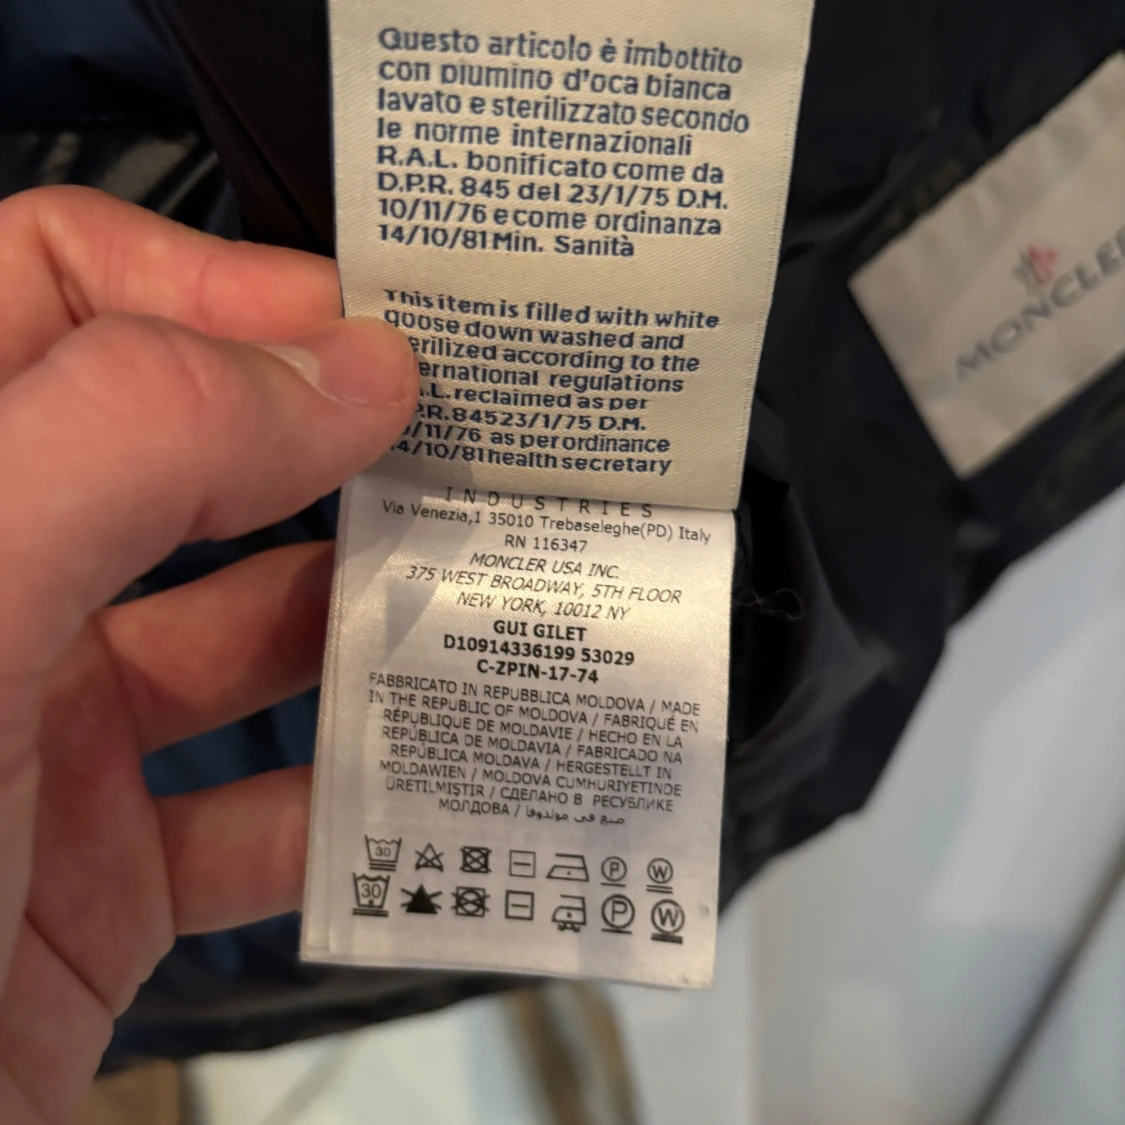 Questo articolo è imbottito
con piumino d'oca bianca
lavato e sterilizzato secondo
le norme internazionali
R.A.L. bonificato come da
D.P.R. 845 del 23/1/75 D.M.
10/11/76 e come ordinanza
14/10/81 Min. Sanità
This item is filled with white
goose down washed and
erilized according to the
ernational regulations
.L. reclaimed as per
P.R. 84523/1/75 D.M.
/11/76 as per ordinance
4/10/81 health secretary
INDUSTRIES
Via Venezia,1 35010 Trebaseleghe(PD) Italy
RN 116347
MONCLER USA INC.
375 WEST BROADWAY, 5TH FLOOR
NEW YORK, 10012 NY
GUI GILET
D10914336199 53029
C-ZPIN-17-74
FABBRICATO IN REPUBBLICA MOLDOVA / MADE
IN THE REPUBLIC OF MOLDOVA / FABRIQUÉ EN
RÉPUBLIQUE DE MOLDAVIE / HECHO EN LA
REPÚBLICA DE MOLDAVIA / FABRICADO NA
REPÚBLICA MOLDAVA / HERGESTELLT IN
MOLDAWIEN / MOLDOVA CUMHURIYETINDE
ÜRETILMIŞTIR / СДЕЛАНО В РЕСУБЛИКЕ
МОЛДОВА / صنع في مولدوفا
30 P W
30 P W
MONCLE